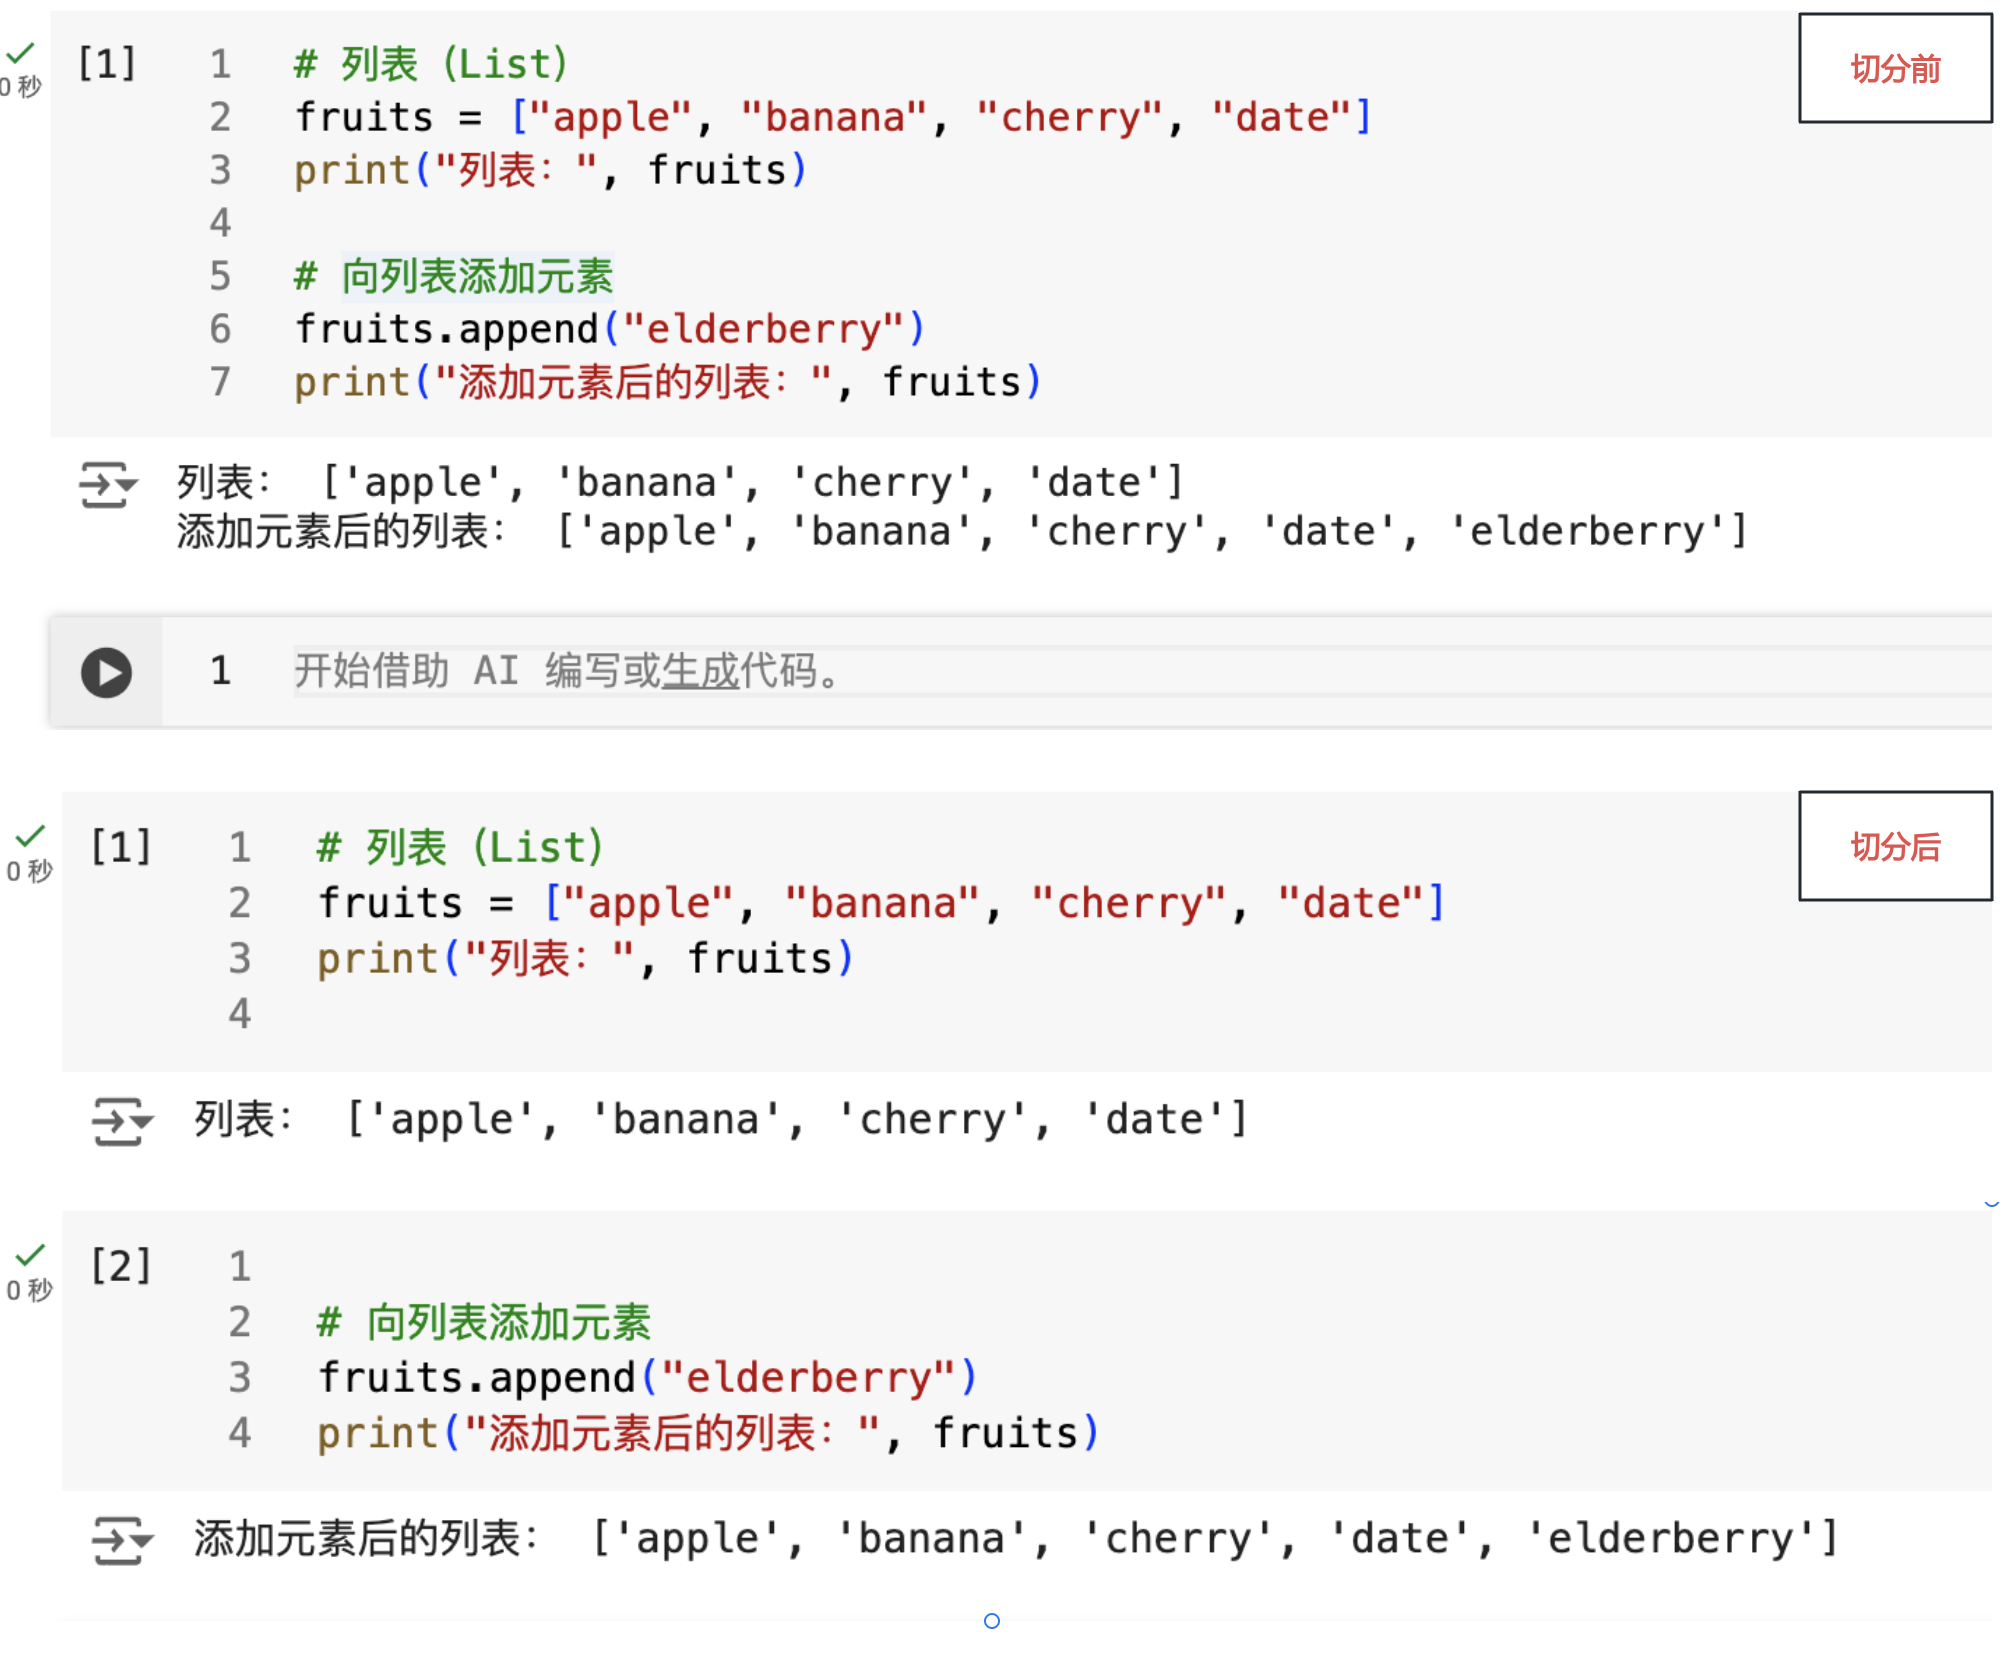 [1]
切分前
0 秒
1 # 列表 (List)
2 fruits = ["apple", "banana", "cherry", "date"]
3 print("列表：", fruits)
4
5 # 向列表添加元素
6 fruits.append("elderberry")
7 print("添加元素后的列表：", fruits)
列表： ['apple', 'banana', 'cherry', 'date']
添加元素后的列表： ['apple', 'banana', 'cherry', 'date', 'elderberry']
1 开始借助 AI 编写或生成代码。
[1]
切分后
0 秒
1 # 列表 (List)
2 fruits = ["apple", "banana", "cherry", "date"]
3 print("列表：", fruits)
4
列表： ['apple', 'banana', 'cherry', 'date']
[2]
0 秒
1
2 # 向列表添加元素
3 fruits.append("elderberry")
4 print("添加元素后的列表：", fruits)
添加元素后的列表： ['apple', 'banana', 'cherry', 'date', 'elderberry']